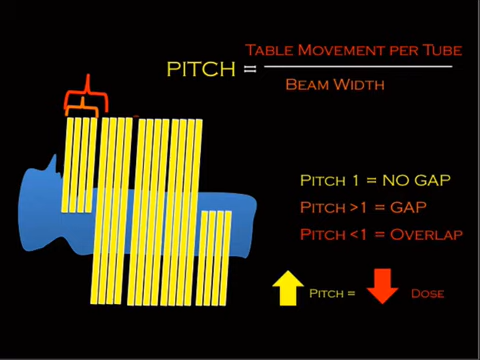 Table Movement per Tube
PITCH =
Beam Width
Pitch 1 = NO GAP
Pitch >1 = GAP
Pitch <1 = Overlap
Pitch = Dose